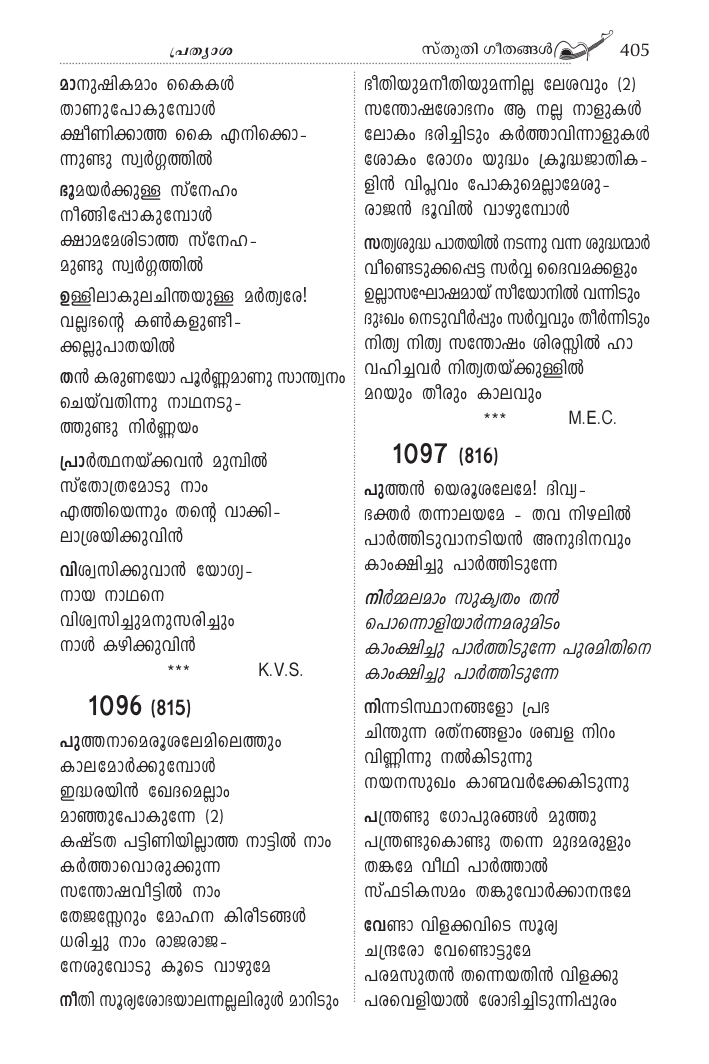 പ്രത്യാശ
സ്തുതി ഗീതങ്ങൾ 405
മാനുഷികമാം കൈകൾ
താണുപോകുമ്പോൾ
ക്ഷീണിക്കാത്ത കൈ എനിക്കൊ-
ന്നുണ്ടു സ്വർഗ്ഗത്തിൽ
ഭൂമയർക്കുള്ള സ്നേഹം
നീങ്ങിപ്പോകുമ്പോൾ
ക്ഷാമമേശിടാത്ത സ്നേഹ-
മുണ്ടു സ്വർഗ്ഗത്തിൽ
ഉള്ളിലാകുലചിന്തയുള്ള മർത്യരേ!
വല്ലഭന്റെ കൺകളുണ്ടീ-
ക്കല്ലുപാതയിൽ
തൻ കരുണയോ പൂർണ്ണമാണു സാന്ത്വനം
ചെയ്‌വതിന്നു നാഥനടു-
ത്തുണ്ടു നിർണ്ണയം
പ്രാർത്ഥനയ്ക്കവൻ മുമ്പിൽ
സ്തോത്രമോടു നാം
എത്തിയെന്നും തന്റെ വാക്കി-
ലാശ്രയിക്കുവിൻ
വിശ്വസിക്കുവാൻ യോഗ്യ-
നായ നാഥനെ
വിശ്വസിച്ചുമനുസരിച്ചും
നാൾ കഴിക്കുവിൻ
*** K.V.S.
1096 (815)
പുത്തനാമെരൂശലേമിലെത്തും
കാലമോർക്കുമ്പോൾ
ഇദ്ധരയിൻ ഖേദമെല്ലാം
മാഞ്ഞുപോകുന്നേ (2)
കഷ്ടത പട്ടിണിയില്ലാത്ത നാട്ടിൽ നാം
കർത്താവൊരുക്കുന്ന
സന്തോഷവീട്ടിൽ നാം
തേജസ്സേറും മോഹന കിരീടങ്ങൾ
ധരിച്ചു നാം രാജരാജ-
നേശുവോടു കൂടെ വാഴുമേ
നീതി സൂര്യശോഭയാലന്നല്ലലിരുൾ മാറിടും
ഭീതിയുമനീതിയുമന്നില്ല ലേശവും (2)
സന്തോഷശോഭനം ആ നല്ല നാളുകൾ
ലോകം ഭരിച്ചിടും കർത്താവിന്നാളുകൾ
ശോകം രോഗം യുദ്ധം ക്രൂദ്ധജാതിക-
ളിൻ വിപ്ലവം പോകുമെല്ലാമേശു-
രാജൻ ഭൂവിൽ വാഴുമ്പോൾ
സത്യശുദ്ധ പാതയിൽ നടന്നു വന്ന ശുദ്ധന്മാർ
വീണ്ടെടുക്കപ്പെട്ട സർവ്വ ദൈവമക്കളും
ഉല്ലാസഘോഷമായ് സീയോനിൽ വന്നിടും
ദുഃഖം നെടുവീർപ്പും സർവ്വവും തീർന്നിടും
നിത്യ നിത്യ സന്തോഷം ശിരസ്സിൽ ഹാ
വഹിച്ചവർ നിത്യതയ്ക്കുള്ളിൽ
മറയും തീരും കാലവും
*** M.E.C.
1097 (816)
പുത്തൻ യെരൂശലേമേ! ദിവ്യ-
ഭക്തർ തന്നാലയമേ - തവ നിഴലിൽ
പാർത്തിടുവാനടിയൻ അനുദിനവും
കാംക്ഷിച്ചു പാർത്തിടുന്നേ
നിർമ്മലമാം സുകൃതം തൻ
പൊന്നൊളിയാർന്നമരുമിടം
കാംക്ഷിച്ചു പാർത്തിടുന്നേ പുരമിതിനെ
കാംക്ഷിച്ചു പാർത്തിടുന്നേ
നിന്നടിസ്ഥാനങ്ങളോ പ്രഭ
ചിന്തുന്ന രത്നങ്ങളാം ശബള നിറം
വിണ്ണിന്നു നൽകിടുന്നു
നയനസുഖം കാണ്മവർക്കേകിടുന്നു
പന്ത്രണ്ടു ഗോപുരങ്ങൾ മുത്തു
പന്ത്രണ്ടുകൊണ്ടു തന്നെ മുദമരുളും
തങ്കമേ വീഥി പാർത്താൽ
സ്ഫടികസമം തങ്കുവോർക്കാനന്ദമേ
വേണ്ടാ വിളക്കവിടെ സൂര്യ
ചന്ദ്രരോ വേണ്ടൊട്ടുമേ
പരമസുതൻ തന്നെയതിൻ വിളക്കു
പരവെളിയാൽ ശോഭിച്ചിടുന്നിപ്പുരം